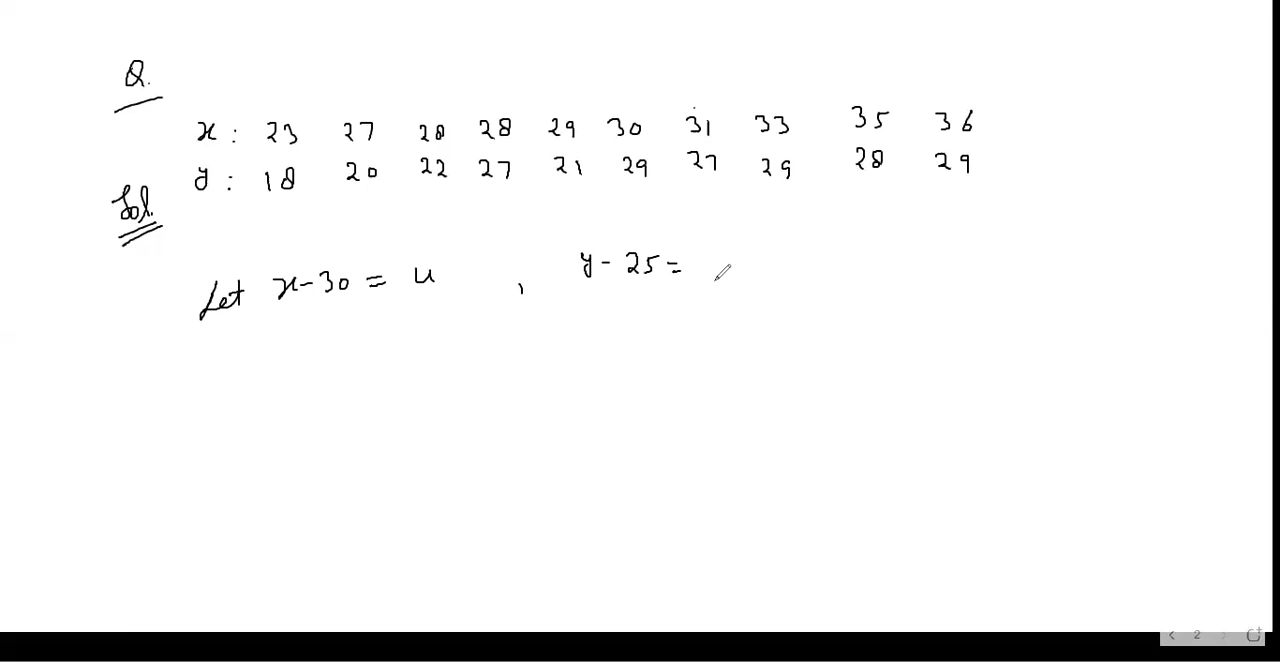 Q.
x : 23 27 28 28 29 30 31 33 35 36
y : 18 20 22 27 21 29 27 29 28 29
Sol.
Let x-30 = u , y-25 =
2